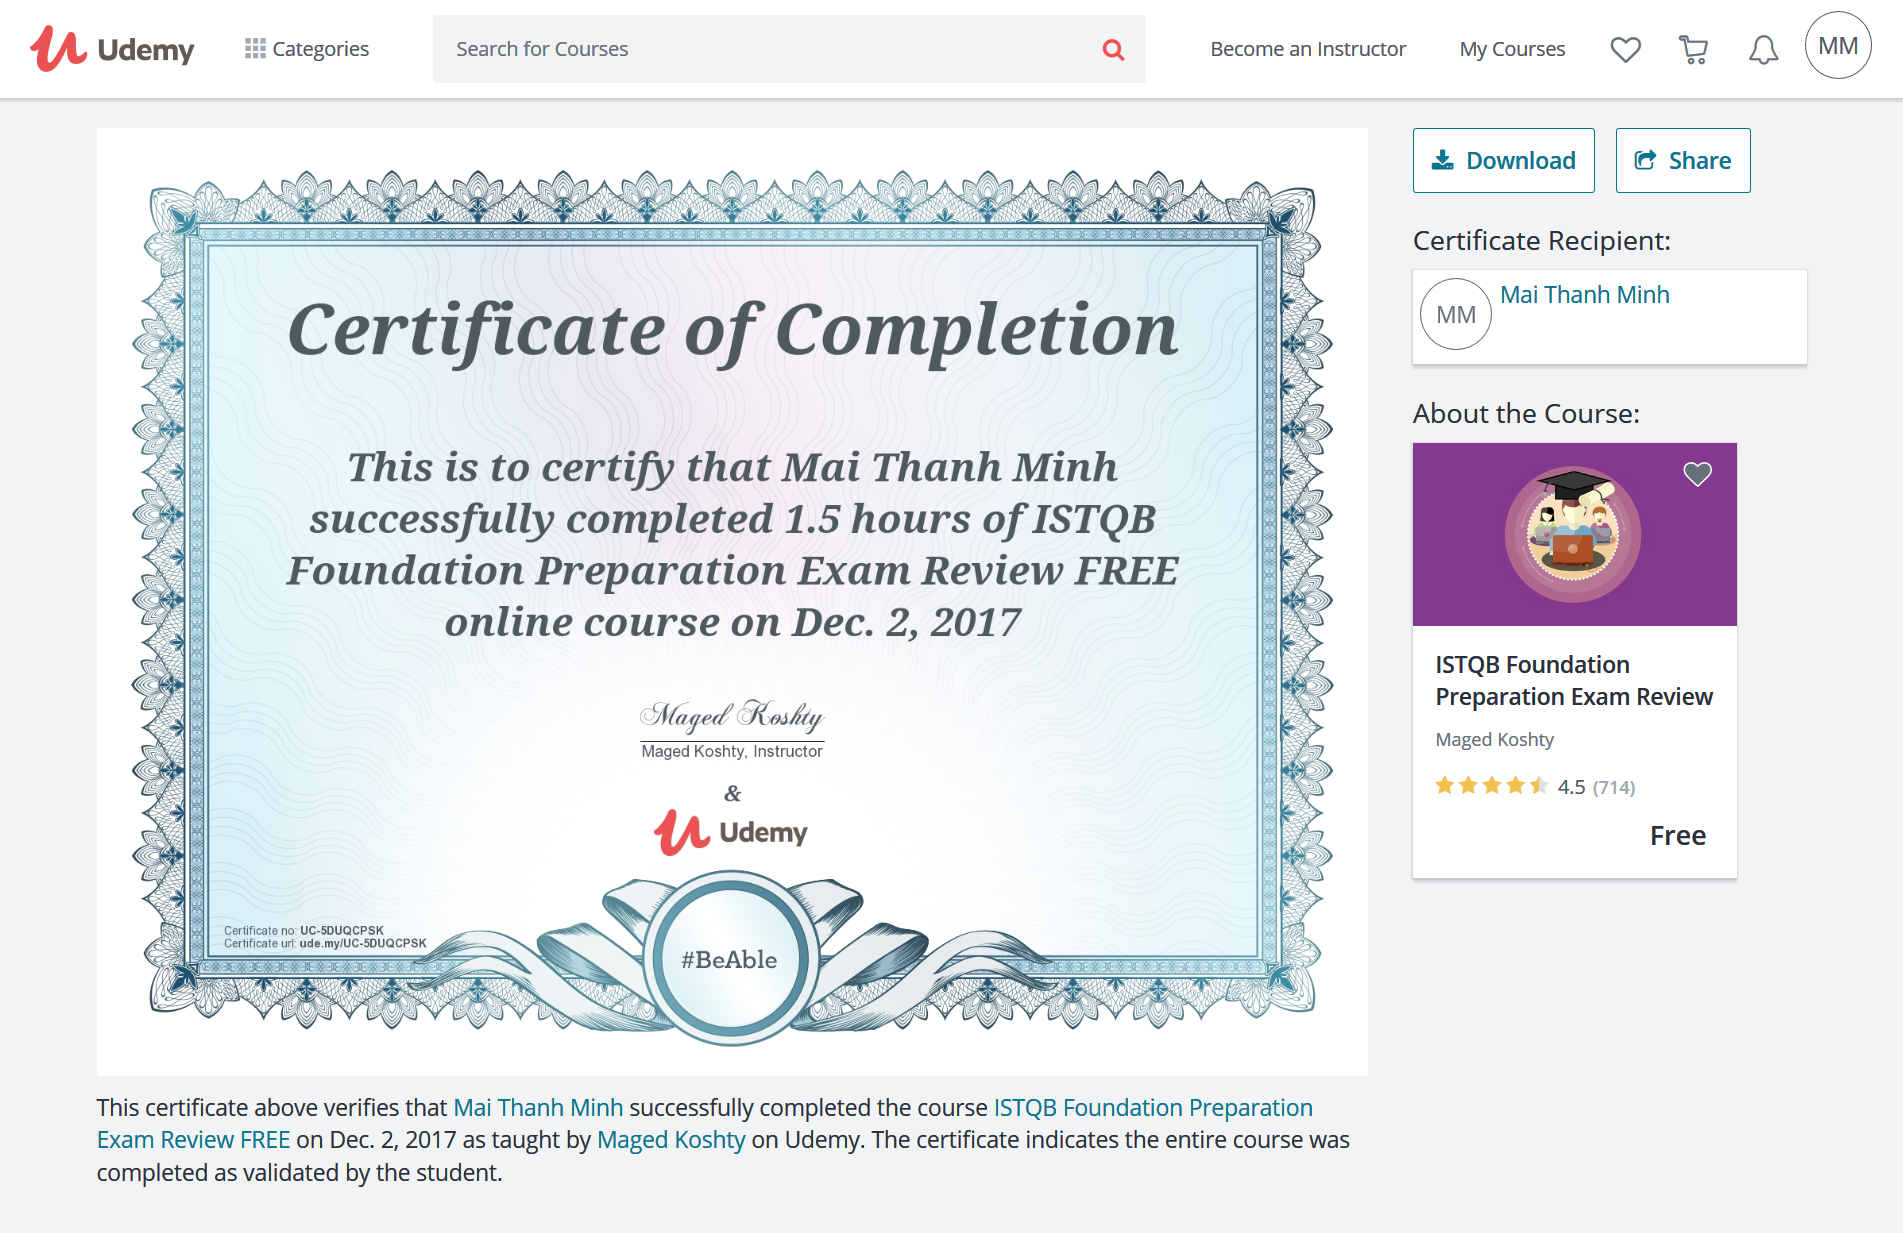 Udemy
Categories
Search for Courses
Become an Instructor
My Courses
MM
Certificate of Completion
This is to certify that Mai Thanh Minh
successfully completed 1.5 hours of ISTQB
Foundation Preparation Exam Review FREE
online course on Dec. 2, 2017
Maged Koshty
Maged Koshty, Instructor
&
Udemy
#BeAble
Certificate no: UC-5DUQCPSK
Certificate url: ude.my/UC-5DUQCPSK
This certificate above verifies that Mai Thanh Minh successfully completed the course ISTQB Foundation Preparation
Exam Review FREE on Dec. 2, 2017 as taught by Maged Koshty on Udemy. The certificate indicates the entire course was
completed as validated by the student.
Download
Share
Certificate Recipient:
MM
Mai Thanh Minh
About the Course:
ISTQB Foundation
Preparation Exam Review
Maged Koshty
4.5 (714)
Free